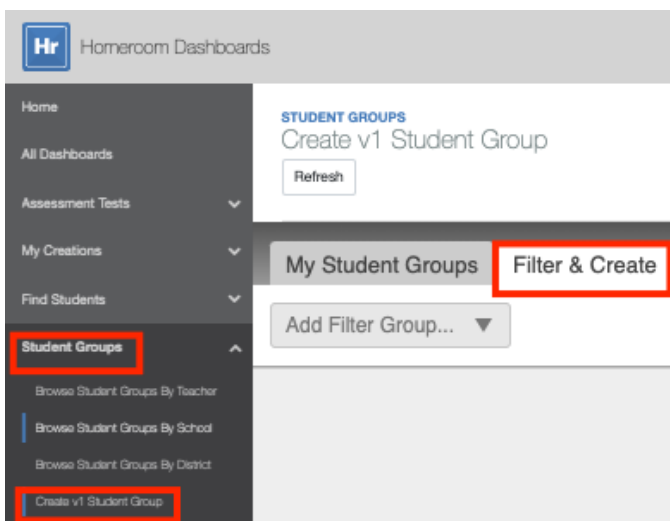 Hr Homeroom Dashboards
Home
All Dashboards
Assessment Tests
My Creations
Find Students
Student Groups
Browse Student Groups By Teacher
Browse Student Groups By School
Browse Student Groups By District
Create v1 Student Group
STUDENT GROUPS
Create v1 Student Group
Refresh
My Student Groups Filter & Create
Add Filter Group...